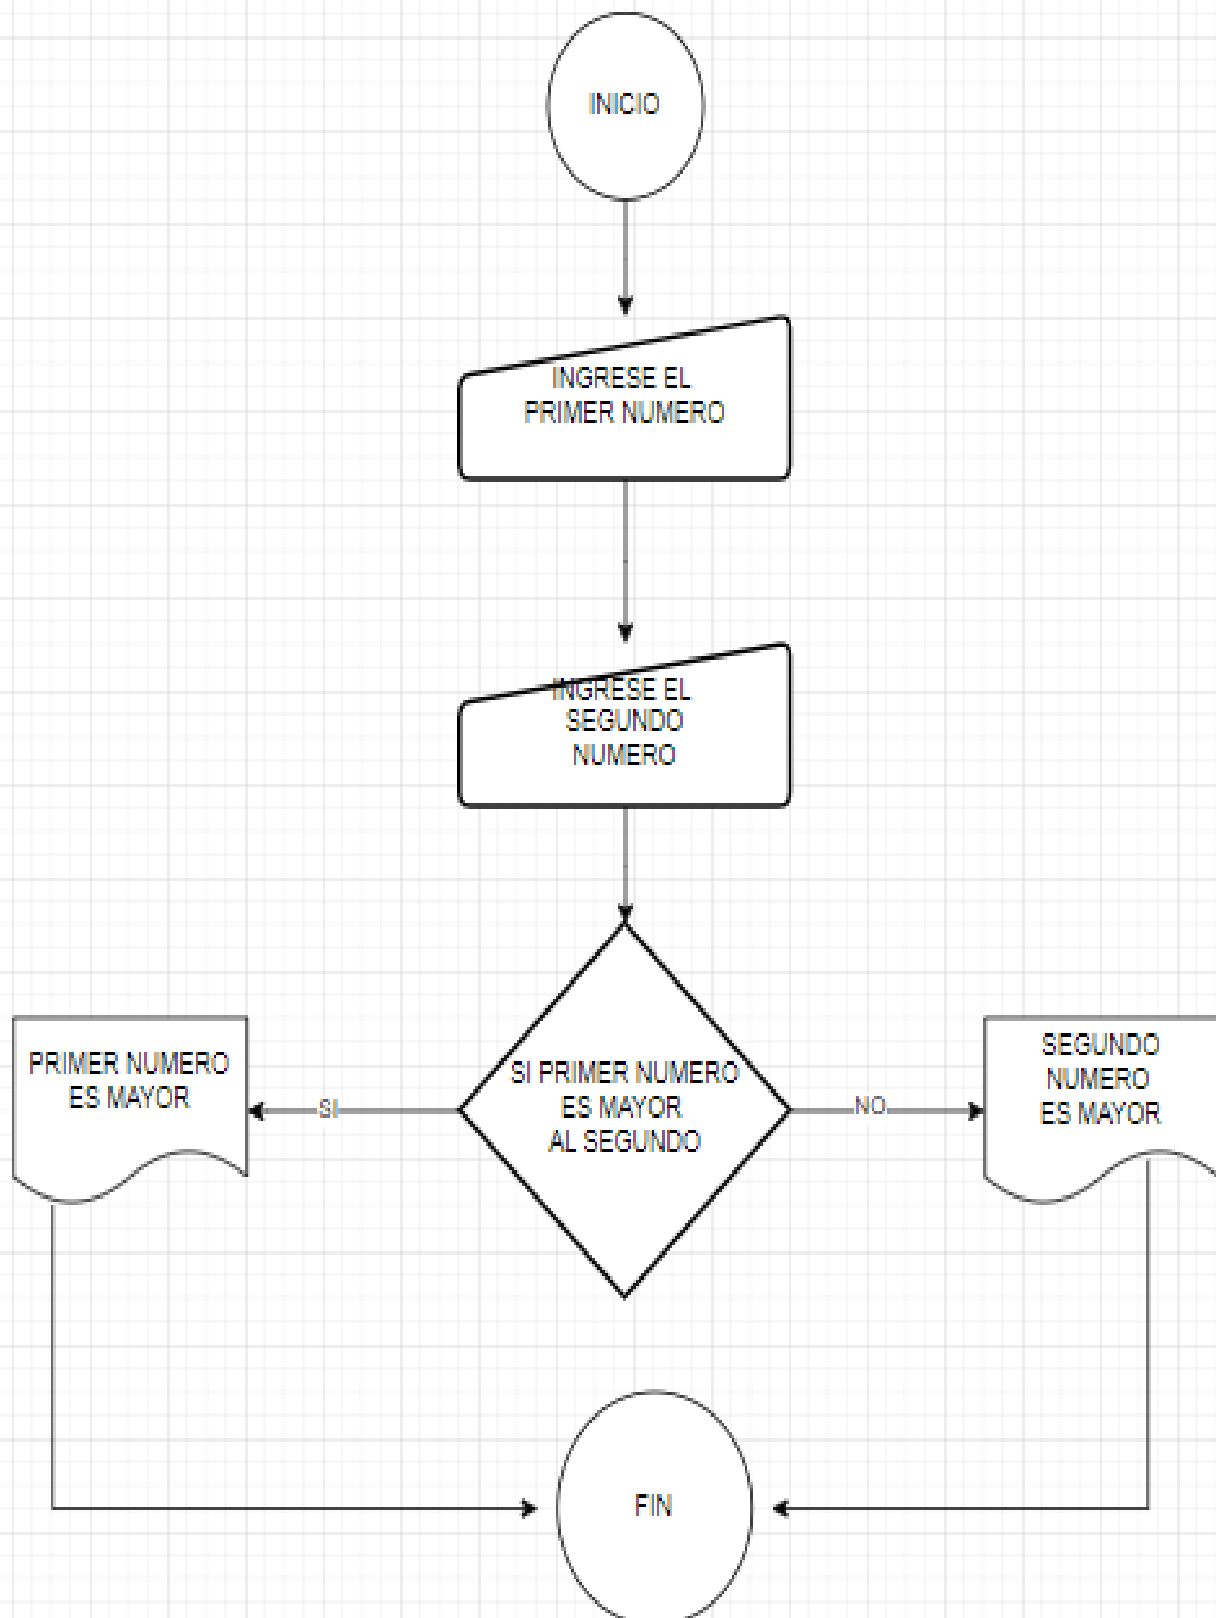 INICIO
INGRESE EL
PRIMER NUMERO
INGRESE EL
SEGUNDO
NUMERO
SI PRIMER NUMERO
ES MAYOR
AL SEGUNDO
SI
PRIMER NUMERO
ES MAYOR
NO
SEGUNDO
NUMERO
ES MAYOR
FIN